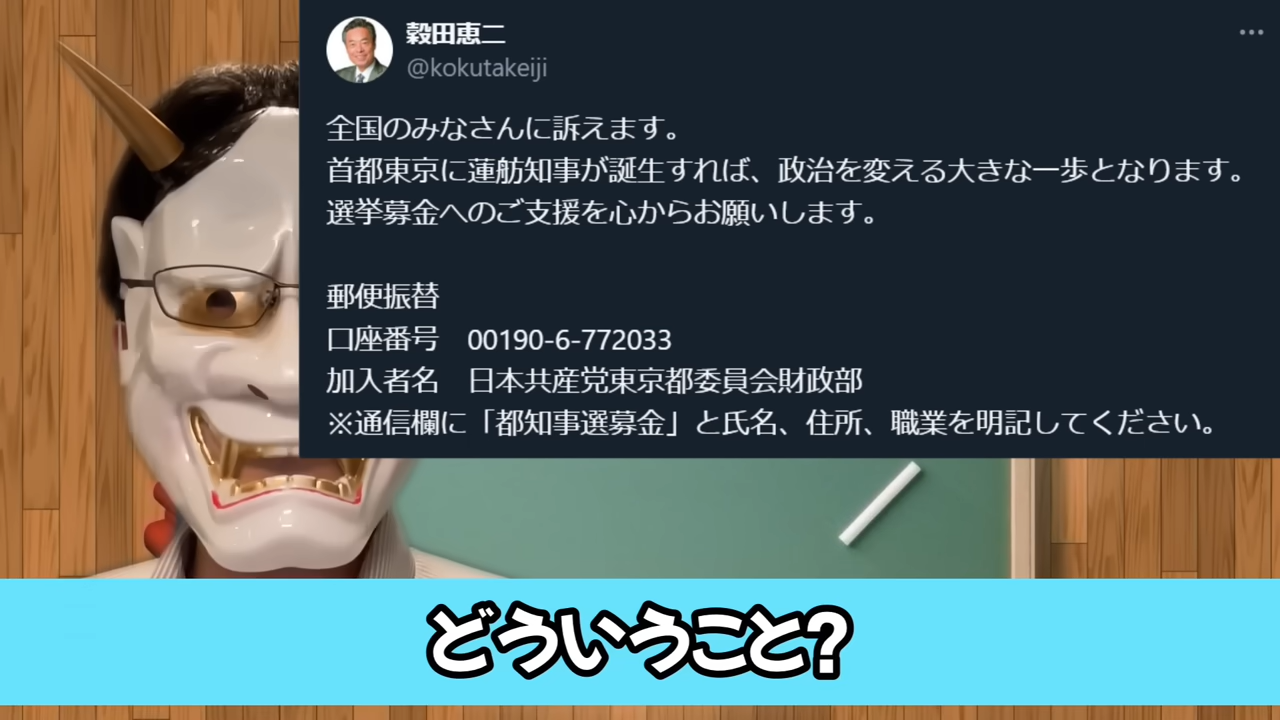 穀田恵二
@kokutakeiji
全国のみなさんに訴えます。
首都東京に蓮舫知事が誕生すれば、政治を変える大きな一歩となります。
選挙募金へのご支援を心からお願いします。
郵便振替
口座番号　00190-6-772033
加入者名　日本共産党東京都委員会財政部
※通信欄に「都知事選募金」と氏名、住所、職業を明記してください。
どういうこと?